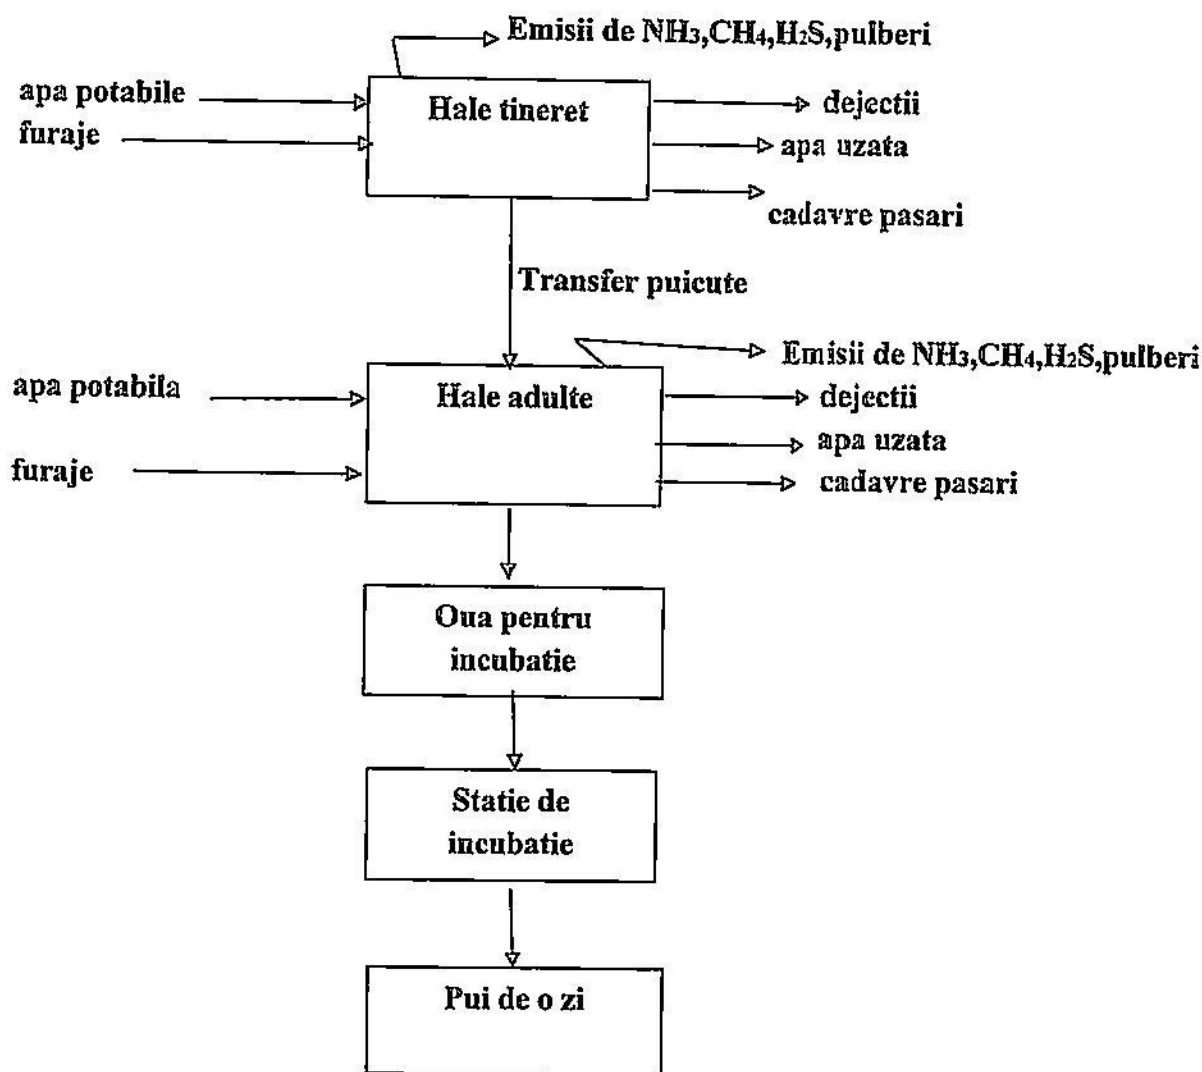 Emisii de NH₃,CH₄,H₂S,pulberi
apa potabile
Hale tineret
dejectii
furaje
apa uzata
cadavre pasari
Transfer puicute
Emisii de NH₃,CH₄,H₂S,pulberi
apa potabila
Hale adulte
dejectii
apa uzata
furaje
cadavre pasari
Oua pentru
incubatie
Statie de
incubatie
Pui de o zi